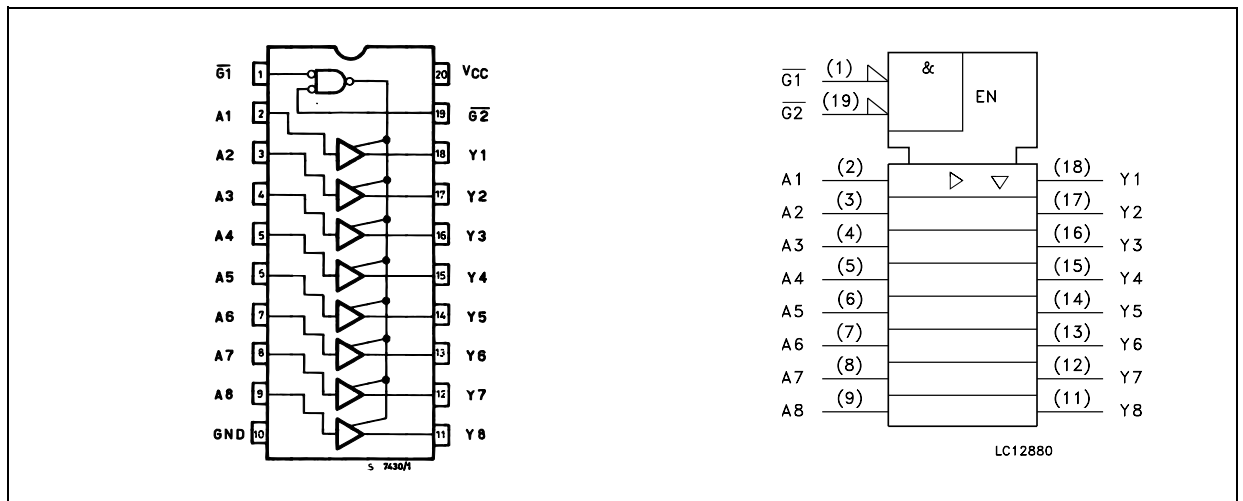 G1 1 20 VCC
A1 2 19 G2
A2 3 18 Y1
A3 4 17 Y2
A4 5 16 Y3
A5 6 15 Y4
A6 7 14 Y5
A7 8 13 Y6
A8 9 12 Y7
GND 10 11 Y8
S 7430/1
G1 (1) & EN
G2 (19)
A1 (2) (18) Y1
A2 (3) (17) Y2
A3 (4) (16) Y3
A4 (5) (15) Y4
A5 (6) (14) Y5
A6 (7) (13) Y6
A7 (8) (12) Y7
A8 (9) (11) Y8
LC12880